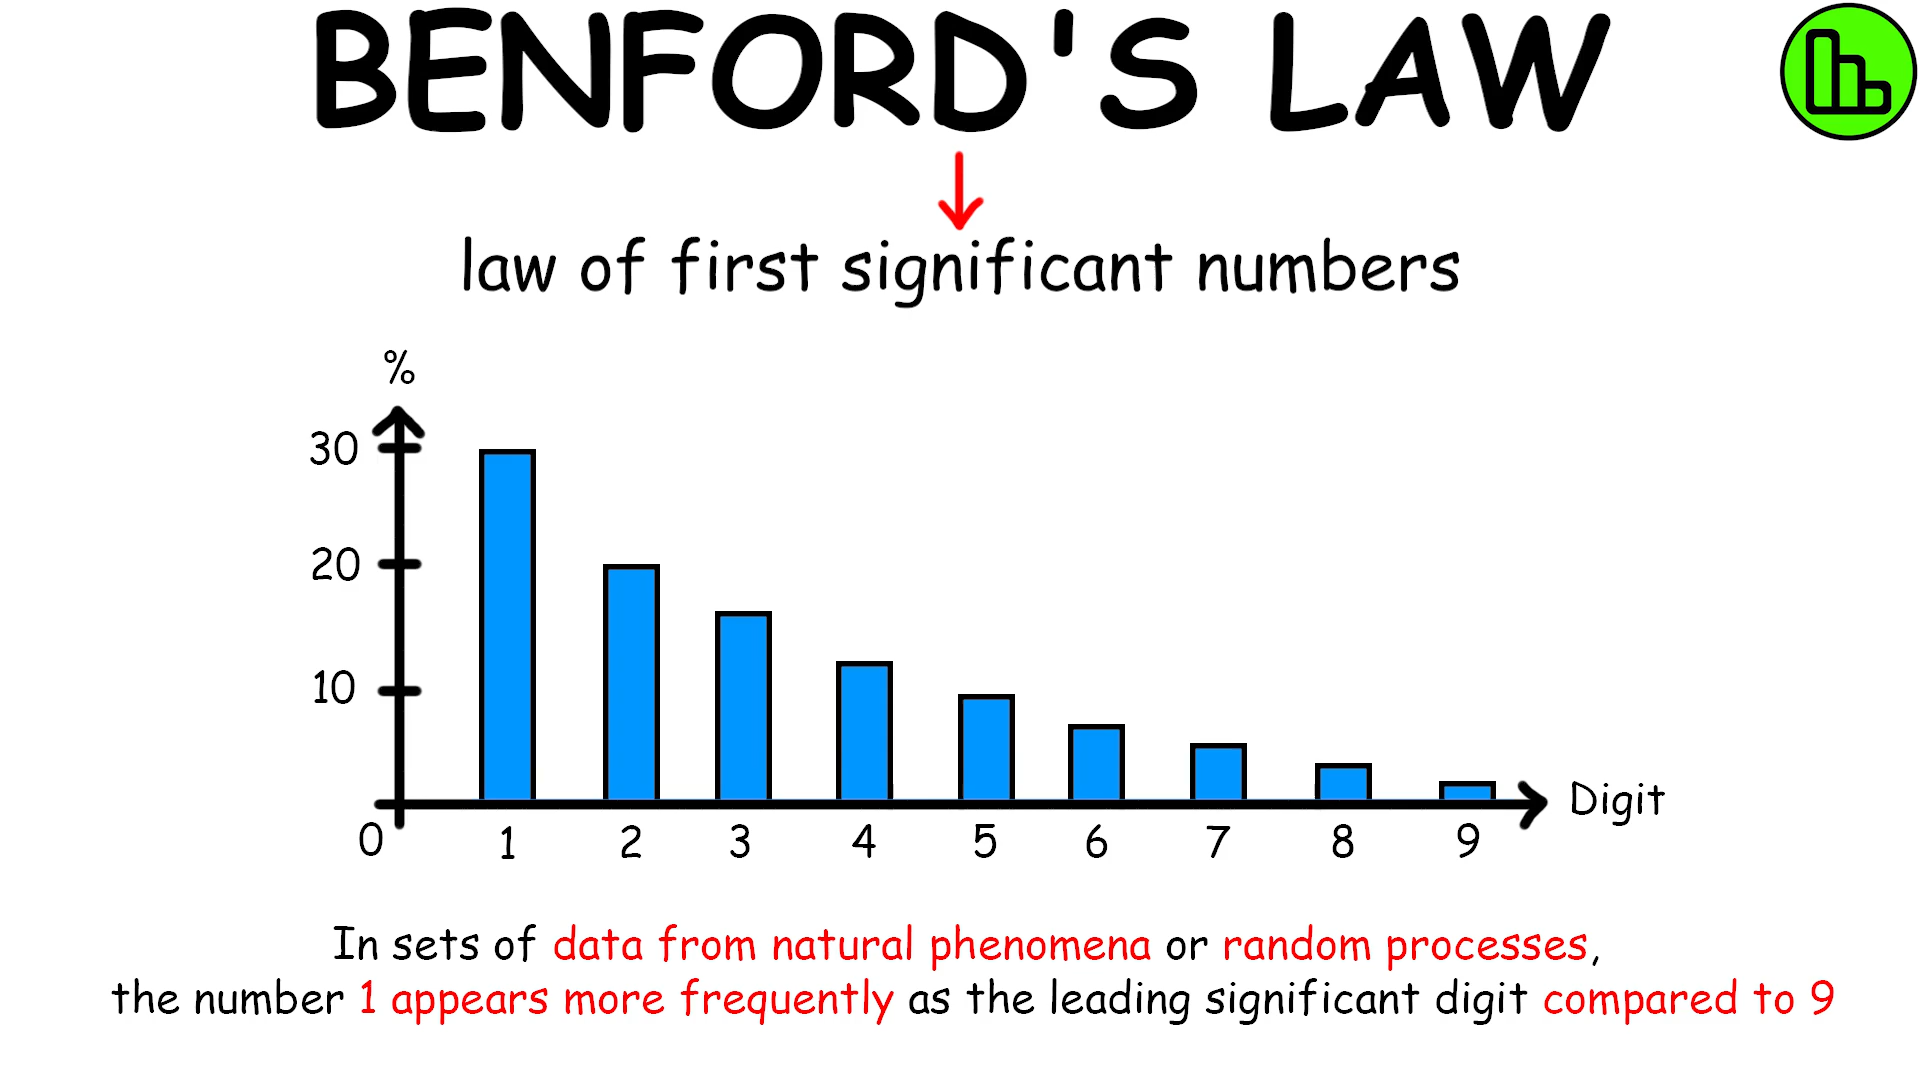 BENFORD'S LAW
law of first significant numbers
%
30
20
10
0 1 2 3 4 5 6 7 8 9
Digit
In sets of data from natural phenomena or random processes,
the number 1 appears more frequently as the leading significant digit compared to 9